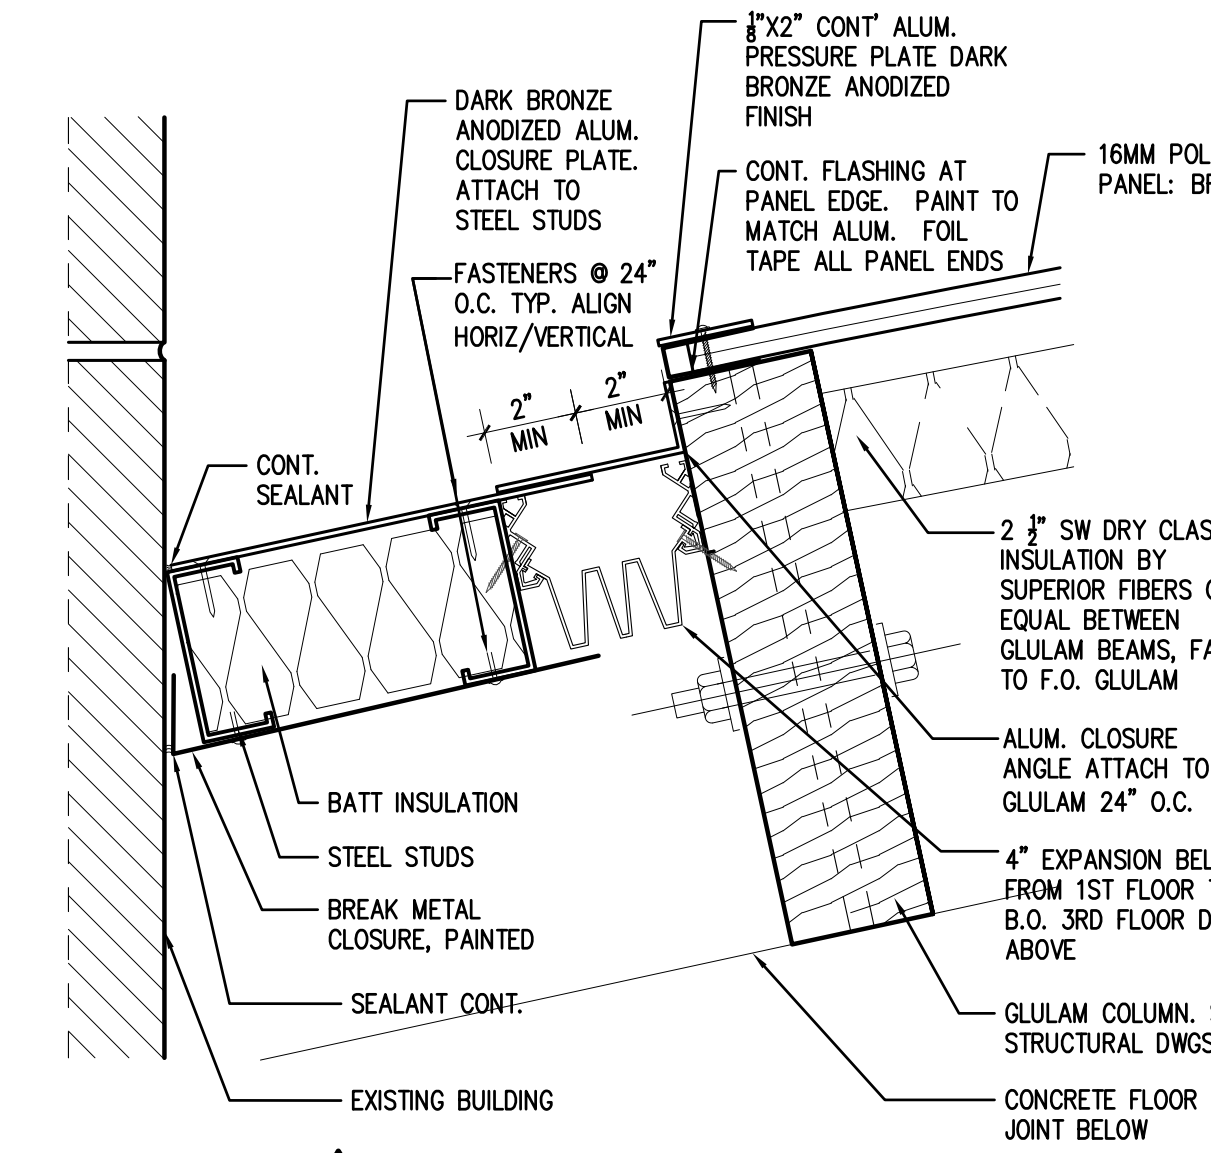 ⅛"X2" CONT' ALUM.
PRESSURE PLATE DARK
BRONZE ANODIZED
FINISH
DARK BRONZE
ANODIZED ALUM.
CLOSURE PLATE.
ATTACH TO
STEEL STUDS
16MM
PANEL:
CONT. FLASHING AT
PANEL EDGE. PAINT TO
MATCH ALUM. FOIL
TAPE ALL PANEL ENDS
FASTENERS @ 24"
O.C. TYP. ALIGN
HORIZ/VERTICAL
2"
MIN
2"
MIN
CONT.
SEALANT
2 ½" SW DRY
INSULATION BY
SUPERIOR FIBERS
EQUAL BETWEEN
GLULAM BEAMS,
TO F.O. GLULAM
ALUM. CLOSURE
ANGLE ATTACH TO
GLULAM 24" O.C.
BATT INSULATION
STEEL STUDS
BREAK METAL
CLOSURE, PAINTED
4" EXPANSION
FROM 1ST FLOOR
B.O. 3RD FLOOR
ABOVE
SEALANT CONT.
GLULAM COLUMN.
STRUCTURAL DWGS
EXISTING BUILDING
CONCRETE FLOOR
JOINT BELOW